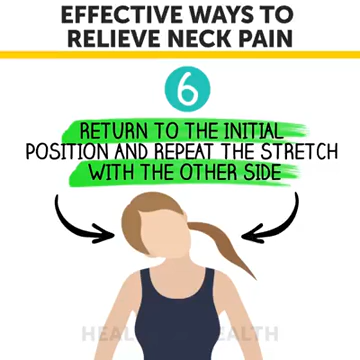 EFFECTIVE WAYS TO
RELIEVE NECK PAIN
6
RETURN TO THE INITIAL
POSITION AND REPEAT THE STRETCH
WITH THE OTHER SIDE